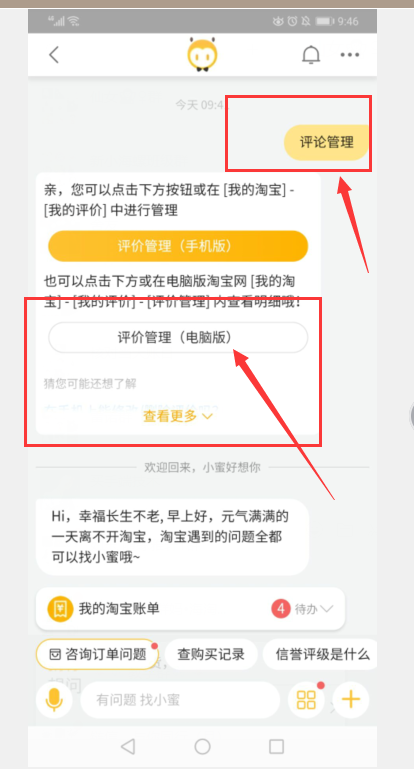 9:46
今天 09:4
评论管理
亲，您可以点击下方按钮或在 [我的淘宝] -
[我的评价] 中进行管理
评价管理（手机版）
也可以点击下方或在电脑版淘宝网 [我的淘
宝] - [我的评价] - [评价管理] 内查看明细哦！
评价管理（电脑版）
猜您可能还想了解
查看更多
欢迎回来，小蜜好想你
Hi，幸福长生不老, 早上好，元气满满的
一天离不开淘宝，淘宝遇到的问题全都
可以找小蜜哦~
我的淘宝账单
4 待办
咨询订单问题
查购买记录
信誉评级是什么
有问题 找小蜜